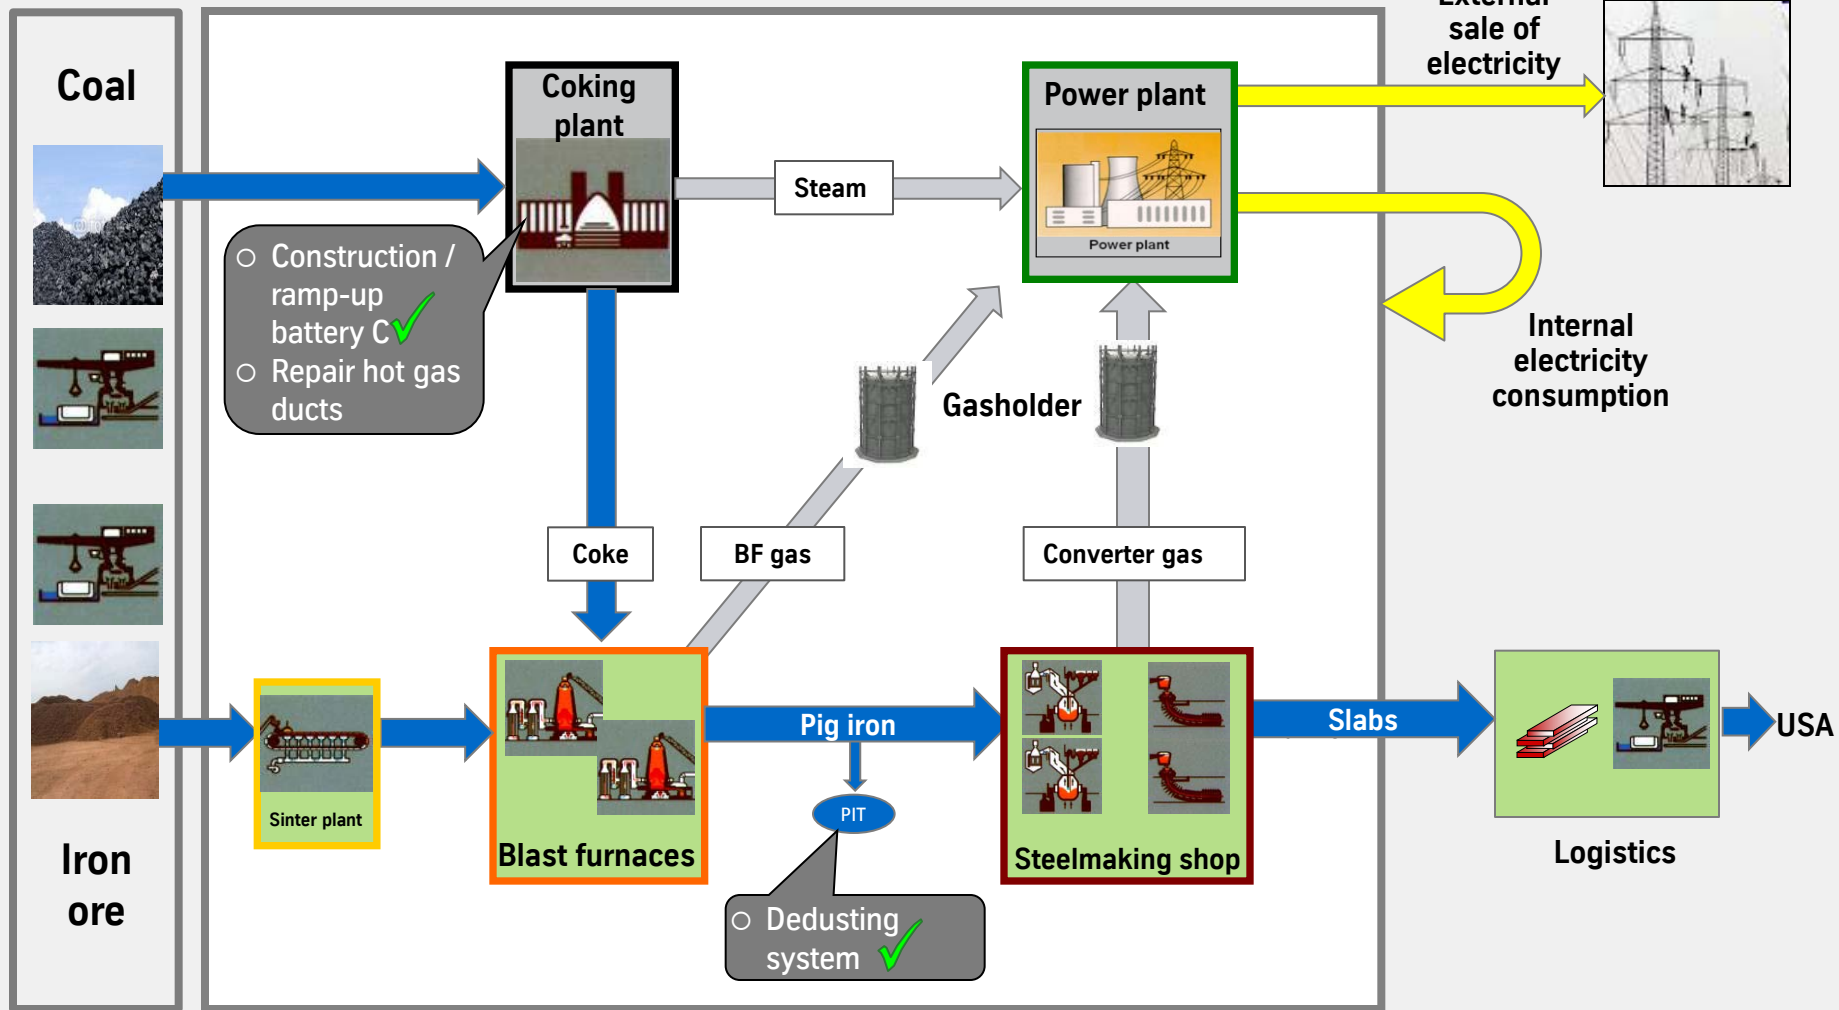 External
sale of
electricity
Coal
Coking
plant
Power plant
Steam
Power plant
○ Construction /
ramp-up
battery C
○ Repair hot gas
ducts
Internal
electricity
consumption
Gasholder
Coke
BF gas
Converter gas
Pig iron
Slabs
USA
Sinter plant
PIT
Blast furnaces
Steelmaking shop
Logistics
Iron
ore
○ Dedusting
system